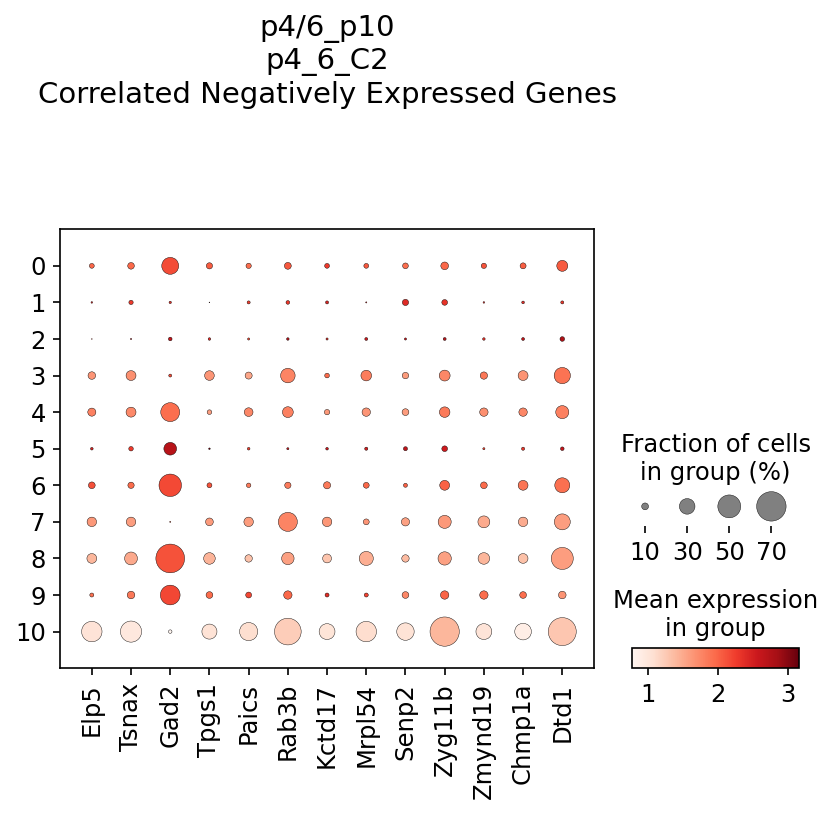 p4/6_p10
p4_6_C2
Correlated Negatively Expressed Genes
0
1
2
3
4
5
6
7
8
9
10
Elp5
Tsnax
Gad2
Tpgs1
Paics
Rab3b
Kctd17
Mrpl54
Senp2
Zyg11b
Zmynd19
Chmp1a
Dtd1
Fraction of cells
in group (%)
10 30 50 70
Mean expression
in group
1 2 3